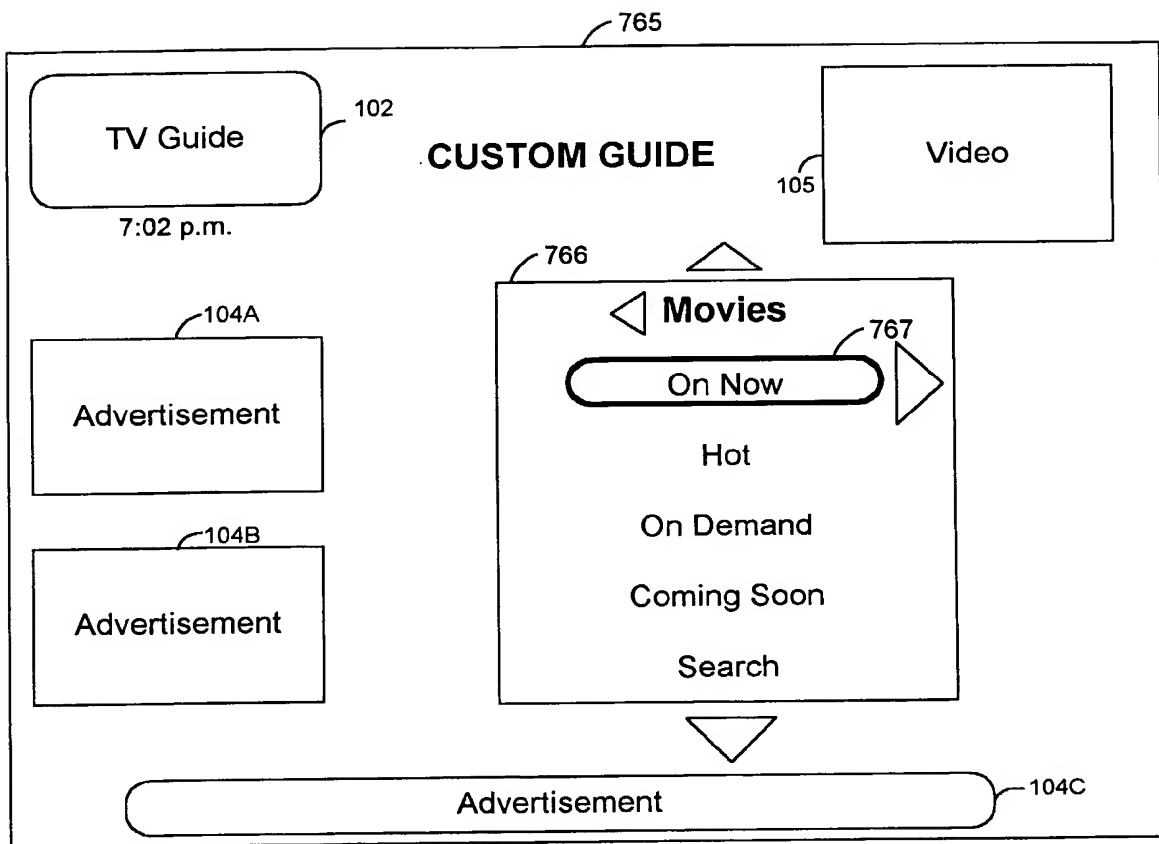 765
TV Guide
102
CUSTOM GUIDE
Video
105
7:02 p.m.
766
Movies
767
On Now
104A
Advertisement
Hot
On Demand
104B
Coming Soon
Advertisement
Search
Advertisement
104C